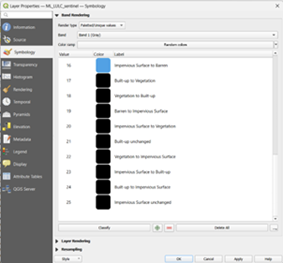 Layer Properties — ML_LULC_sentinel — Symbology
Information
Source
Symbology
Transparency
Histogram
Rendering
Temporal
Pyramids
Elevation
Metadata
Legend
Display
Attribute Tables
QGIS Server
Band Rendering
Render type Paletted/Unique values
Band Band 1 (Gray)
Color ramp Random colors
Value Color Label
16 Impervious Surface to Barren
17 Built-up to Vegetation
18 Vegetation to Built-up
19 Barren to Impervious Surface
20 Impervious Surface to Vegetation
21 Built-up unchanged
22 Vegetation to Impervious Surface
23 Impervious Surface to Built-up
24 Built-up to Impervious Surface
25 Impervious Surface unchanged
Classify Delete All ...
Layer Rendering
Resampling
Style OK Cancel Apply Help